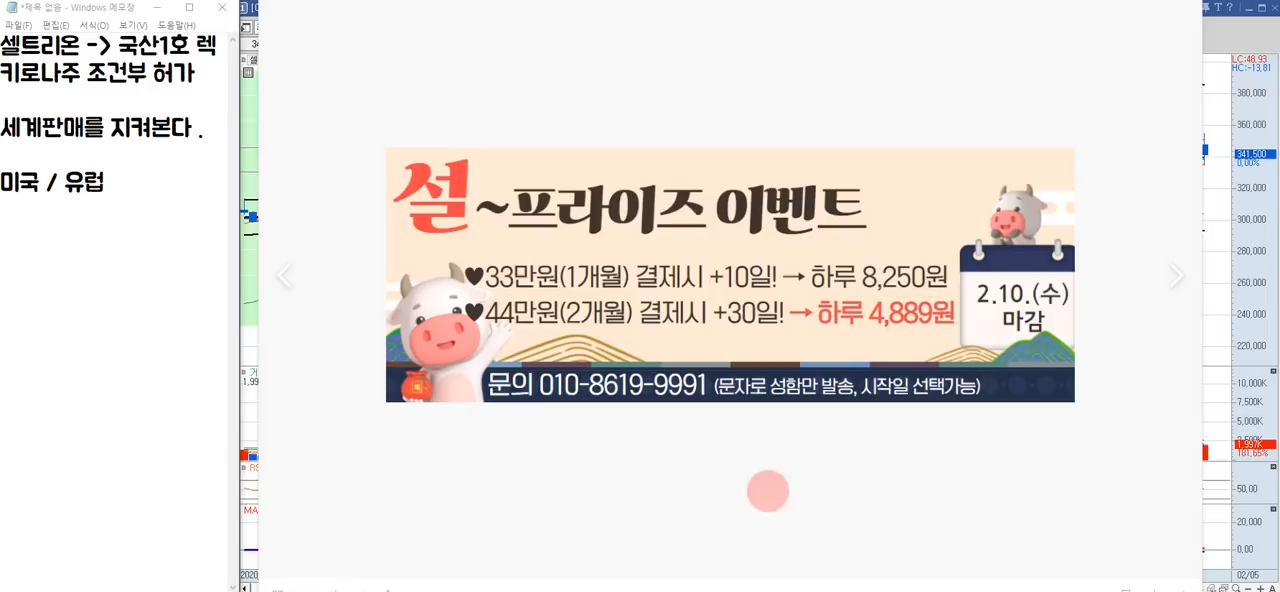 *제목 없음 - Windows 메모장
파일(F) 편집(E) 서식(O) 보기(V) 도움말(H)
셀트리온 -> 국산1호 렉
키로나주 조건부 허가
세계판매를 지켜본다 .
미국 / 유럽
설~프라이즈 이벤트
♥33만원(1개월) 결제시 +10일! → 하루 8,250원
♥44만원(2개월) 결제시 +30일! → 하루 4,889원
2.10.(수)
마감
문의 010-8619-9991 (문자로 성함만 발송, 시작일 선택가능)
LC:48.93
HC:-13.81
380,000
360,000
341,500
0.00%
320,000
300,000
280,000
260,000
240,000
220,000
10,000K
7,500K
5,000K
1,997K
181.65%
50.00
20,000
0.00
02/05